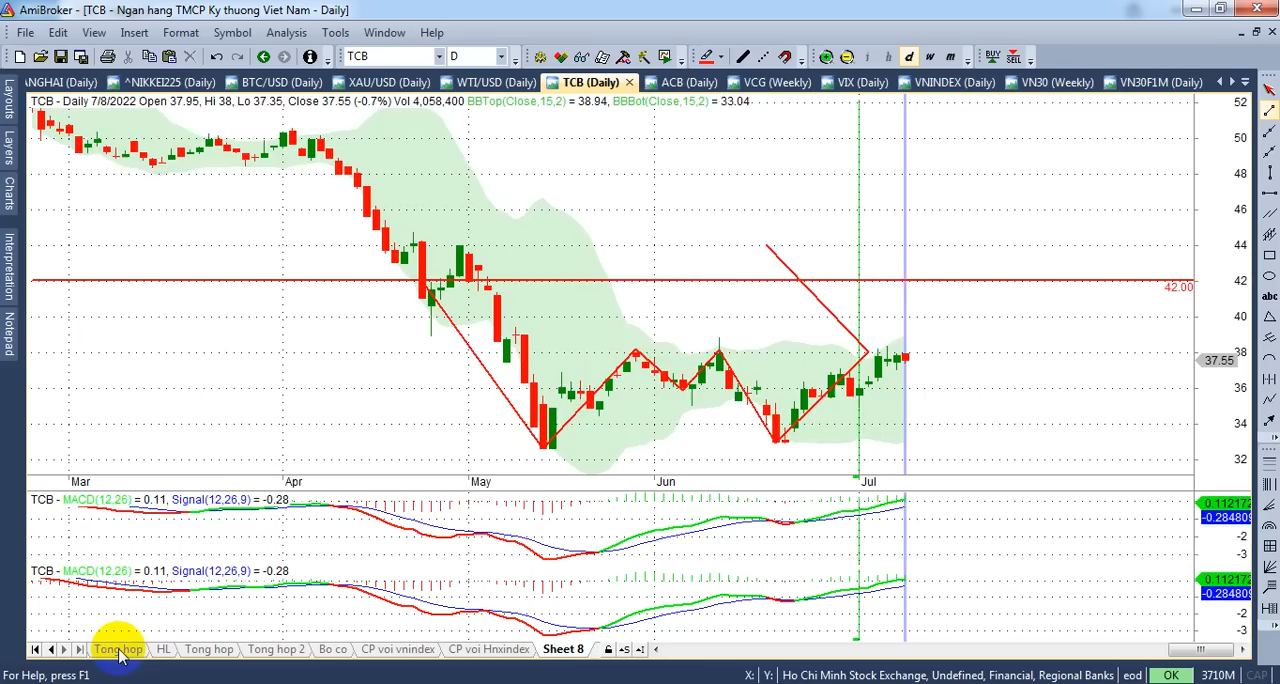 AmiBroker - [TCB - Ngan hang TMCP Ky thuong Viet Nam - Daily]
File Edit View Insert Format Symbol Analysis Tools Window Help
TCB D d w m BUY SELL
NGHAI (Daily) ^NIKKEI225 (Daily) BTC/USD (Daily) XAU/USD (Daily) WTI/USD (Daily) TCB (Daily) ACB (Daily) VCG (Weekly) VIX (Daily) VNINDEX (Daily) VN30 (Weekly) VN30F1M (Daily)
TCB - Daily 7/8/2022 Open 37.95, Hi 38, Lo 37.35, Close 37.55 (-0.7%) Vol 4,058,400 BBTop(Close,15,2) = 38.94, BBBot(Close,15,2) = 33.04
Layouts
Layers
Charts
Interpretation
Notepad
52
50
48
46
44
42
42.00
40
38
37.55
36
34
32
Mar Apr May Jun Jul
TCB - MACD(12,26) = 0.11, Signal(12,26,9) = -0.28
0.112172
-0.284809
-2
-3
TCB - MACD(12,26) = 0.11, Signal(12,26,9) = -0.28
0.112172
-0.284809
-2
-3
abc
Tong hop HL Tong hop Tong hop 2 Bo co CP voi vnindex CP voi Hnxindex Sheet 8
For Help, press F1 X: Y: Ho Chi Minh Stock Exchange, Undefined, Financial, Regional Banks eod OK 3710M CAP